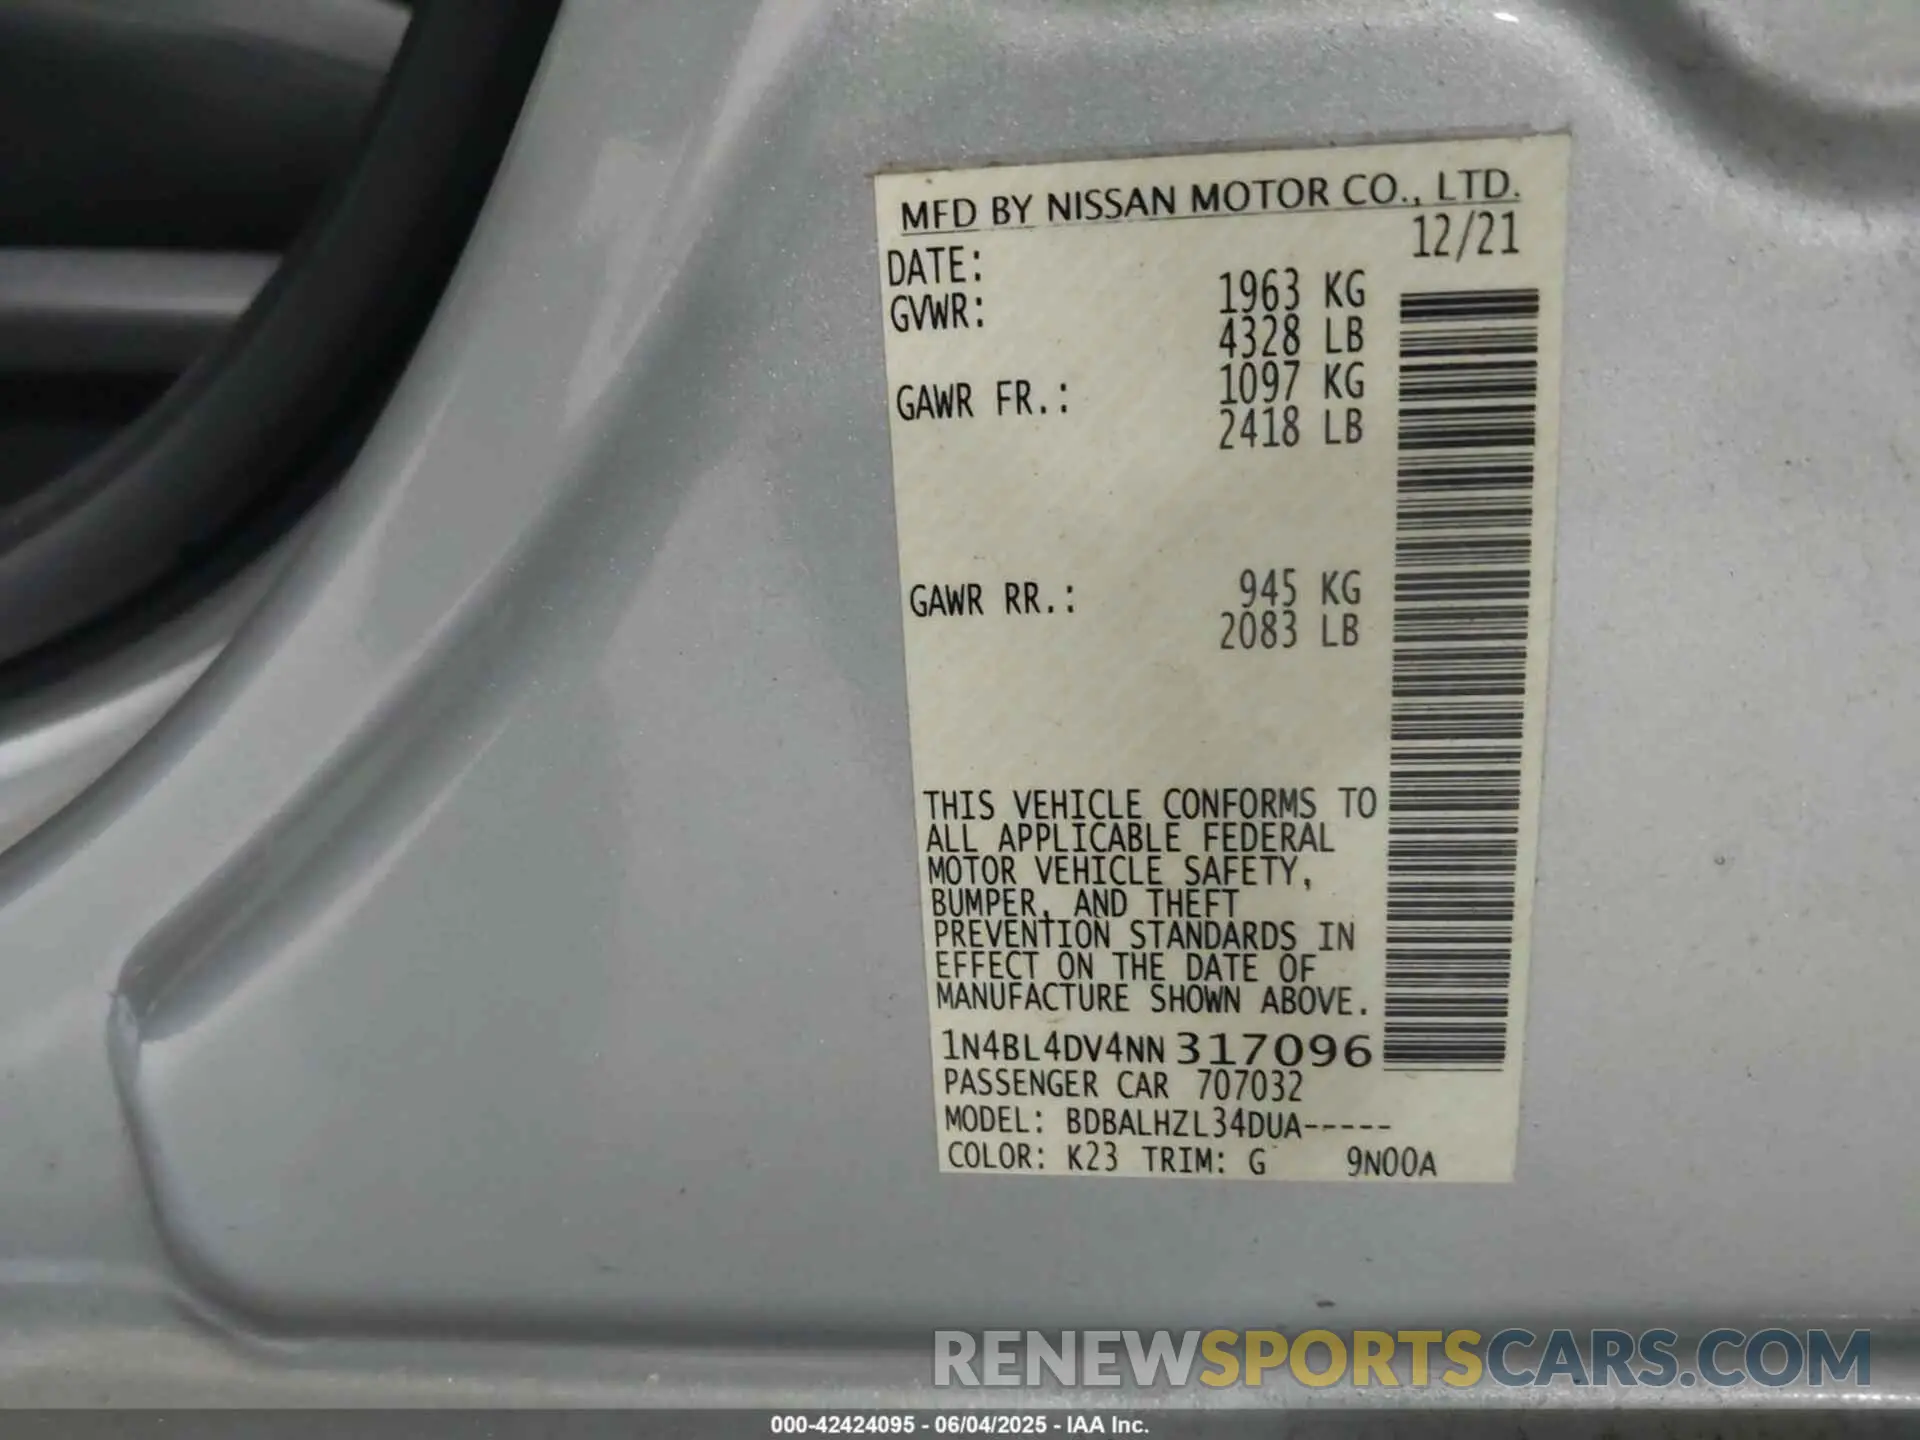 MFD BY NISSAN MOTOR CO., LTD.
DATE: 12/21
GVWR: 1963 KG
4328 LB
GAWR FR.: 1097 KG
2418 LB
GAWR RR.: 945 KG
2083 LB
THIS VEHICLE CONFORMS TO
ALL APPLICABLE FEDERAL
MOTOR VEHICLE SAFETY,
BUMPER, AND THEFT
PREVENTION STANDARDS IN
EFFECT ON THE DATE OF
MANUFACTURE SHOWN ABOVE.
1N4BL4DV4NN317096
PASSENGER CAR 707032
MODEL: BDBALHZL34DUA-----
COLOR: K23 TRIM: G 9N00A
RENEWSPORTSCARS.COM
000-42424095 - 06/04/2025 - IAA Inc.